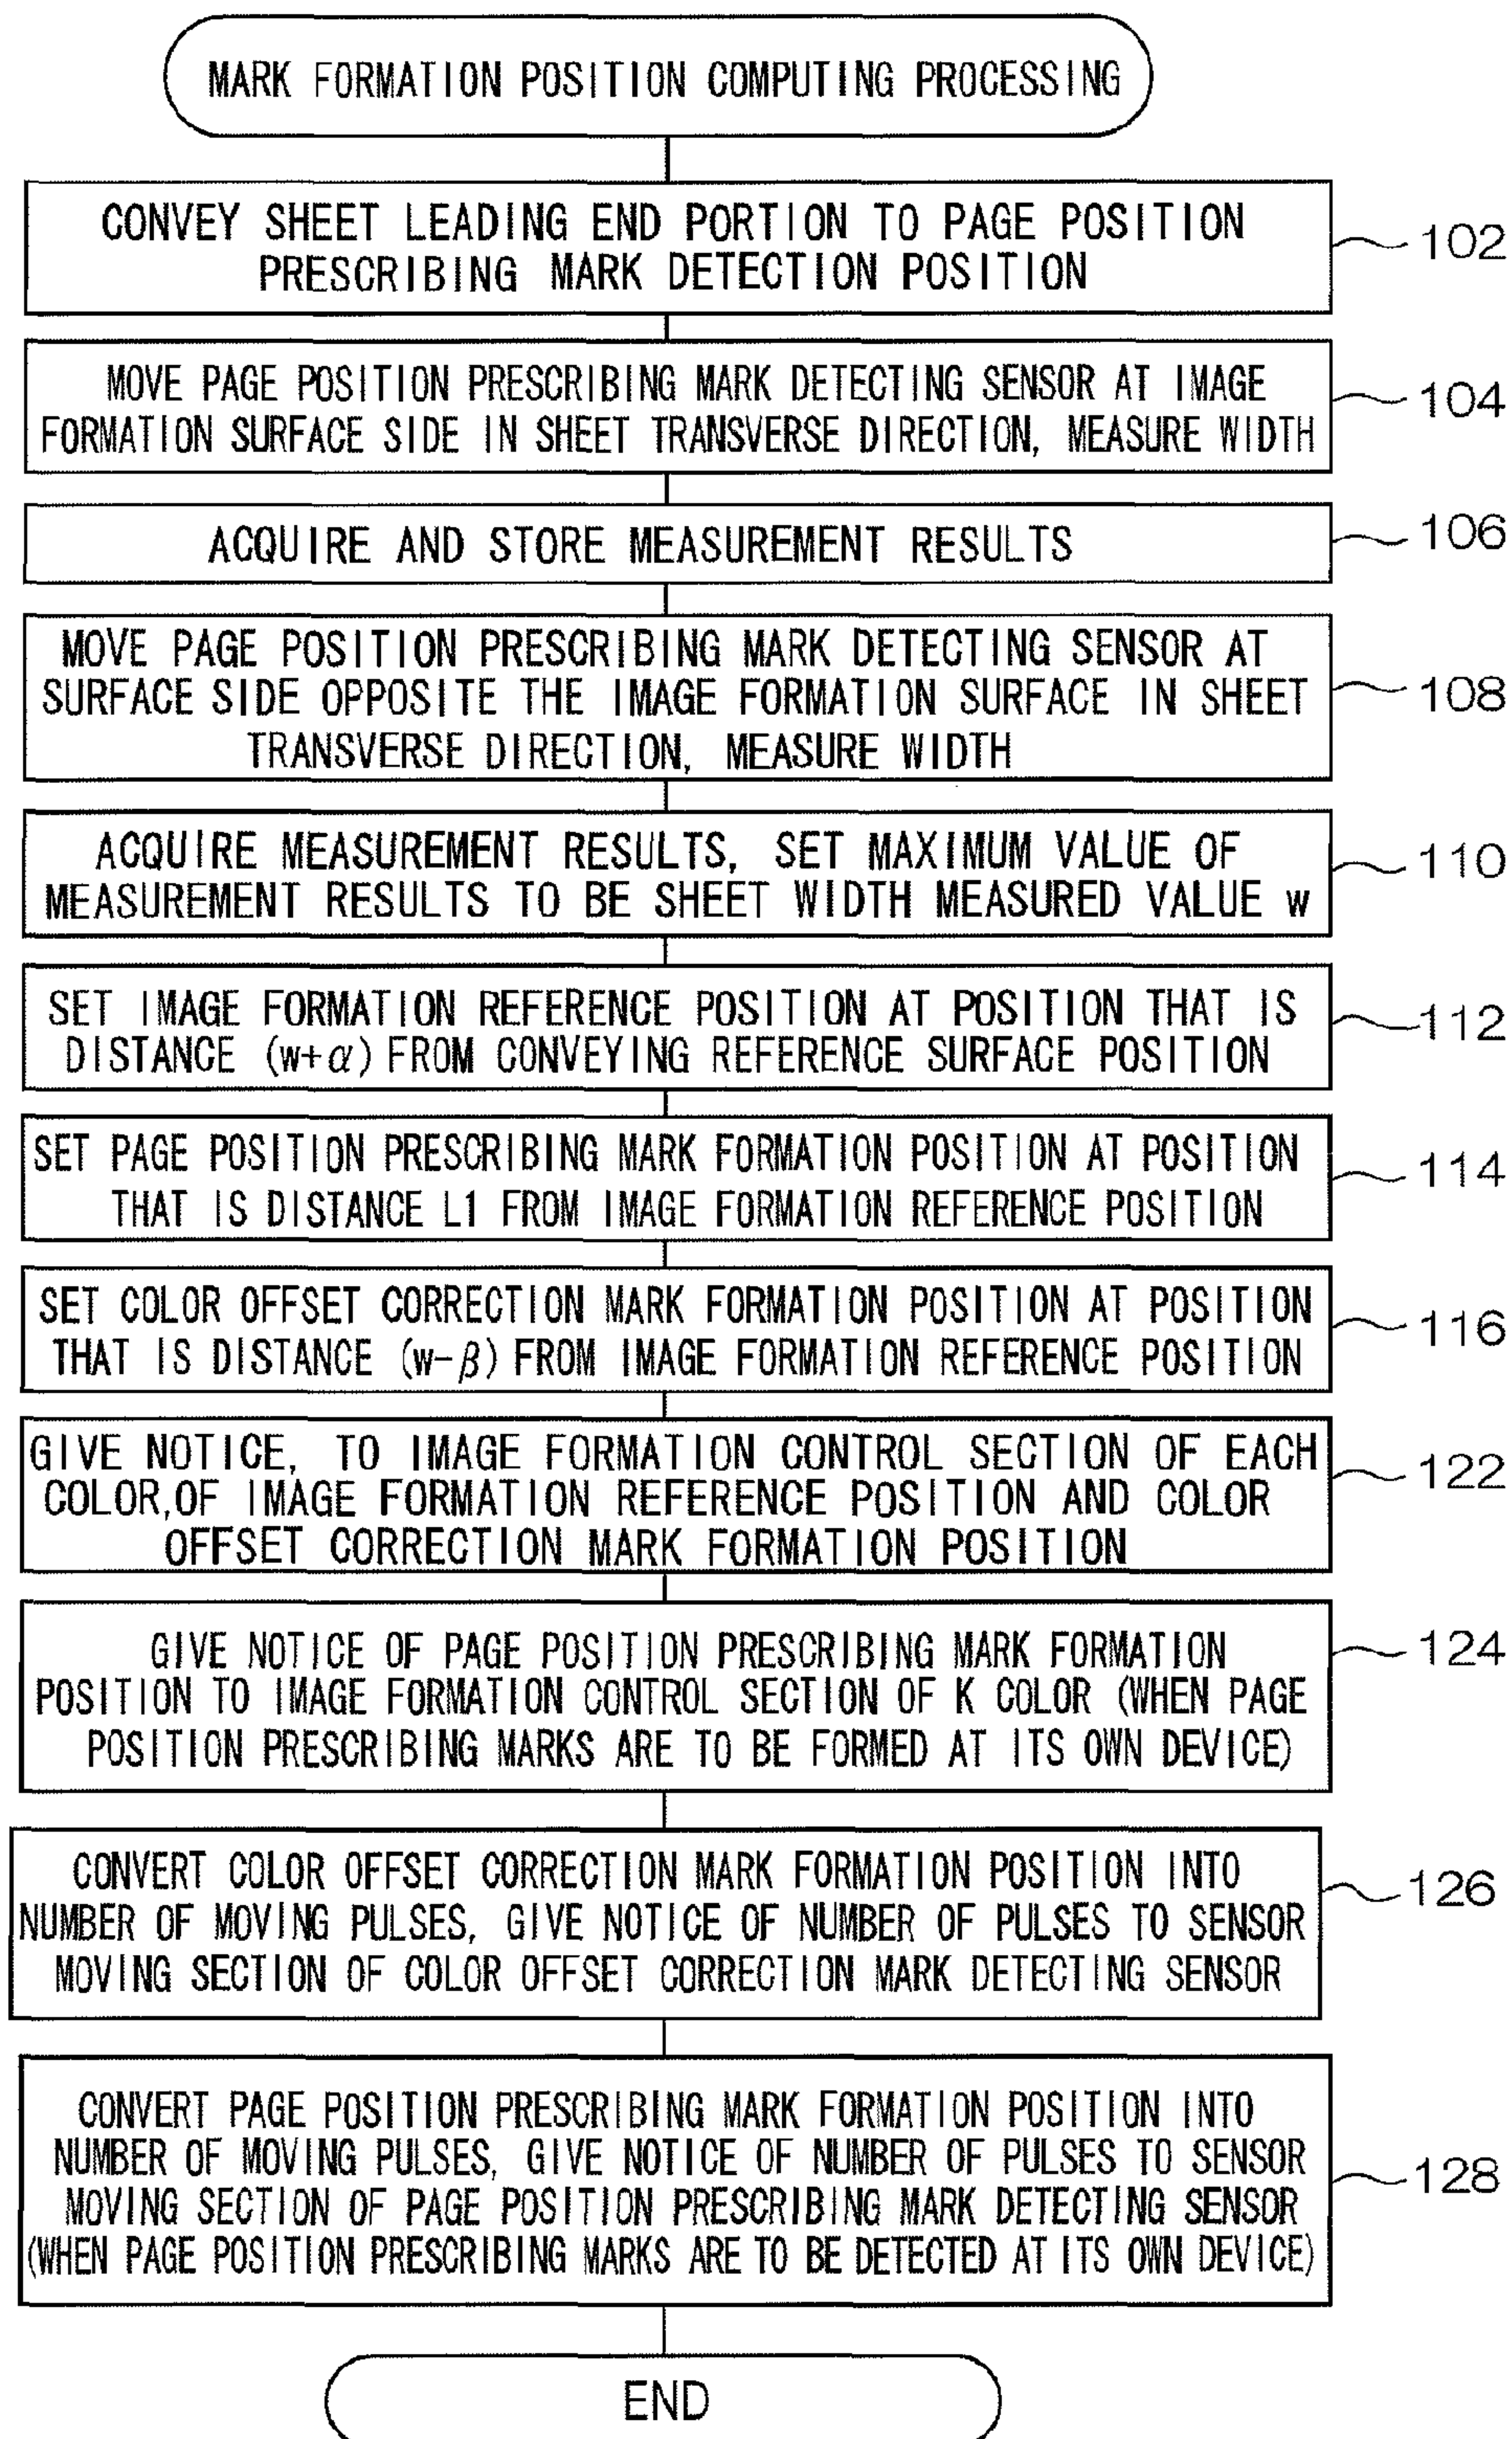 MARK FORMATION POSITION COMPUTING PROCESSING
CONVEY SHEET LEADING END PORTION TO PAGE POSITION
PRESCRIBING MARK DETECTION POSITION
102
MOVE PAGE POSITION PRESCRIBING MARK DETECTING SENSOR AT IMAGE
FORMATION SURFACE SIDE IN SHEET TRANSVERSE DIRECTION, MEASURE WIDTH
104
ACQUIRE AND STORE MEASUREMENT RESULTS
106
MOVE PAGE POSITION PRESCRIBING MARK DETECTING SENSOR AT
SURFACE SIDE OPPOSITE THE IMAGE FORMATION SURFACE IN SHEET
TRANSVERSE DIRECTION, MEASURE WIDTH
108
ACQUIRE MEASUREMENT RESULTS, SET MAXIMUM VALUE OF
MEASUREMENT RESULTS TO BE SHEET WIDTH MEASURED VALUE w
110
SET IMAGE FORMATION REFERENCE POSITION AT POSITION THAT IS
DISTANCE (w+α) FROM CONVEYING REFERENCE SURFACE POSITION
112
SET PAGE POSITION PRESCRIBING MARK FORMATION POSITION AT POSITION
THAT IS DISTANCE L1 FROM IMAGE FORMATION REFERENCE POSITION
114
SET COLOR OFFSET CORRECTION MARK FORMATION POSITION AT POSITION
THAT IS DISTANCE (w-β) FROM IMAGE FORMATION REFERENCE POSITION
116
GIVE NOTICE, TO IMAGE FORMATION CONTROL SECTION OF EACH
COLOR,OF IMAGE FORMATION REFERENCE POSITION AND COLOR
OFFSET CORRECTION MARK FORMATION POSITION
122
GIVE NOTICE OF PAGE POSITION PRESCRIBING MARK FORMATION
POSITION TO IMAGE FORMATION CONTROL SECTION OF K COLOR (WHEN PAGE
POSITION PRESCRIBING MARKS ARE TO BE FORMED AT ITS OWN DEVICE)
124
CONVERT COLOR OFFSET CORRECTION MARK FORMATION POSITION INTO
NUMBER OF MOVING PULSES, GIVE NOTICE OF NUMBER OF PULSES TO SENSOR
MOVING SECTION OF COLOR OFFSET CORRECTION MARK DETECTING SENSOR
126
CONVERT PAGE POSITION PRESCRIBING MARK FORMATION POSITION INTO
NUMBER OF MOVING PULSES, GIVE NOTICE OF NUMBER OF PULSES TO SENSOR
MOVING SECTION OF PAGE POSITION PRESCRIBING MARK DETECTING SENSOR
(WHEN PAGE POSITION PRESCRIBING MARKS ARE TO BE DETECTED AT ITS OWN DEVICE)
128
END